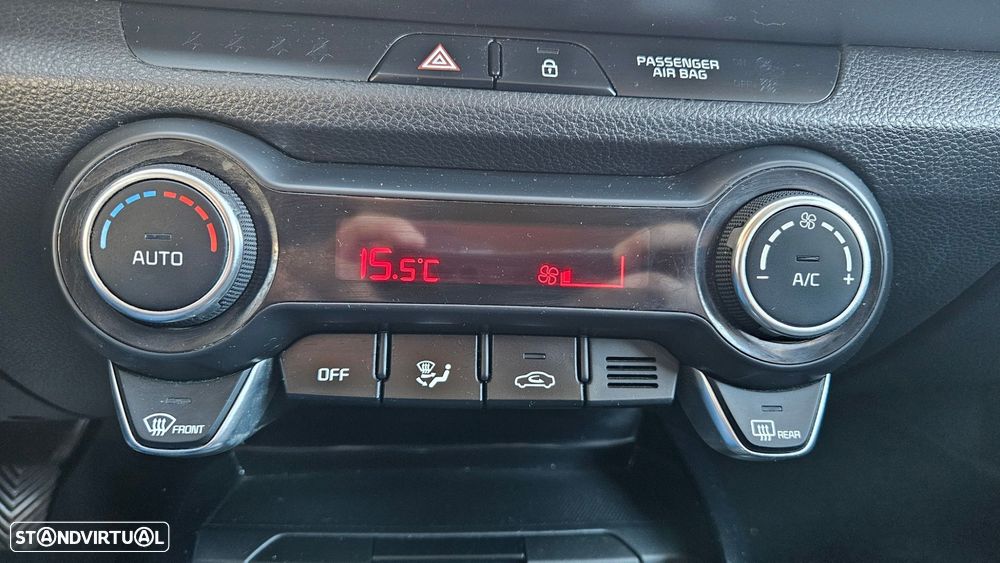 PASSENGER
AIR BAG
AUTO
15.5°C
- A/C +
OFF
FRONT
REAR
STANDVIRTUAL